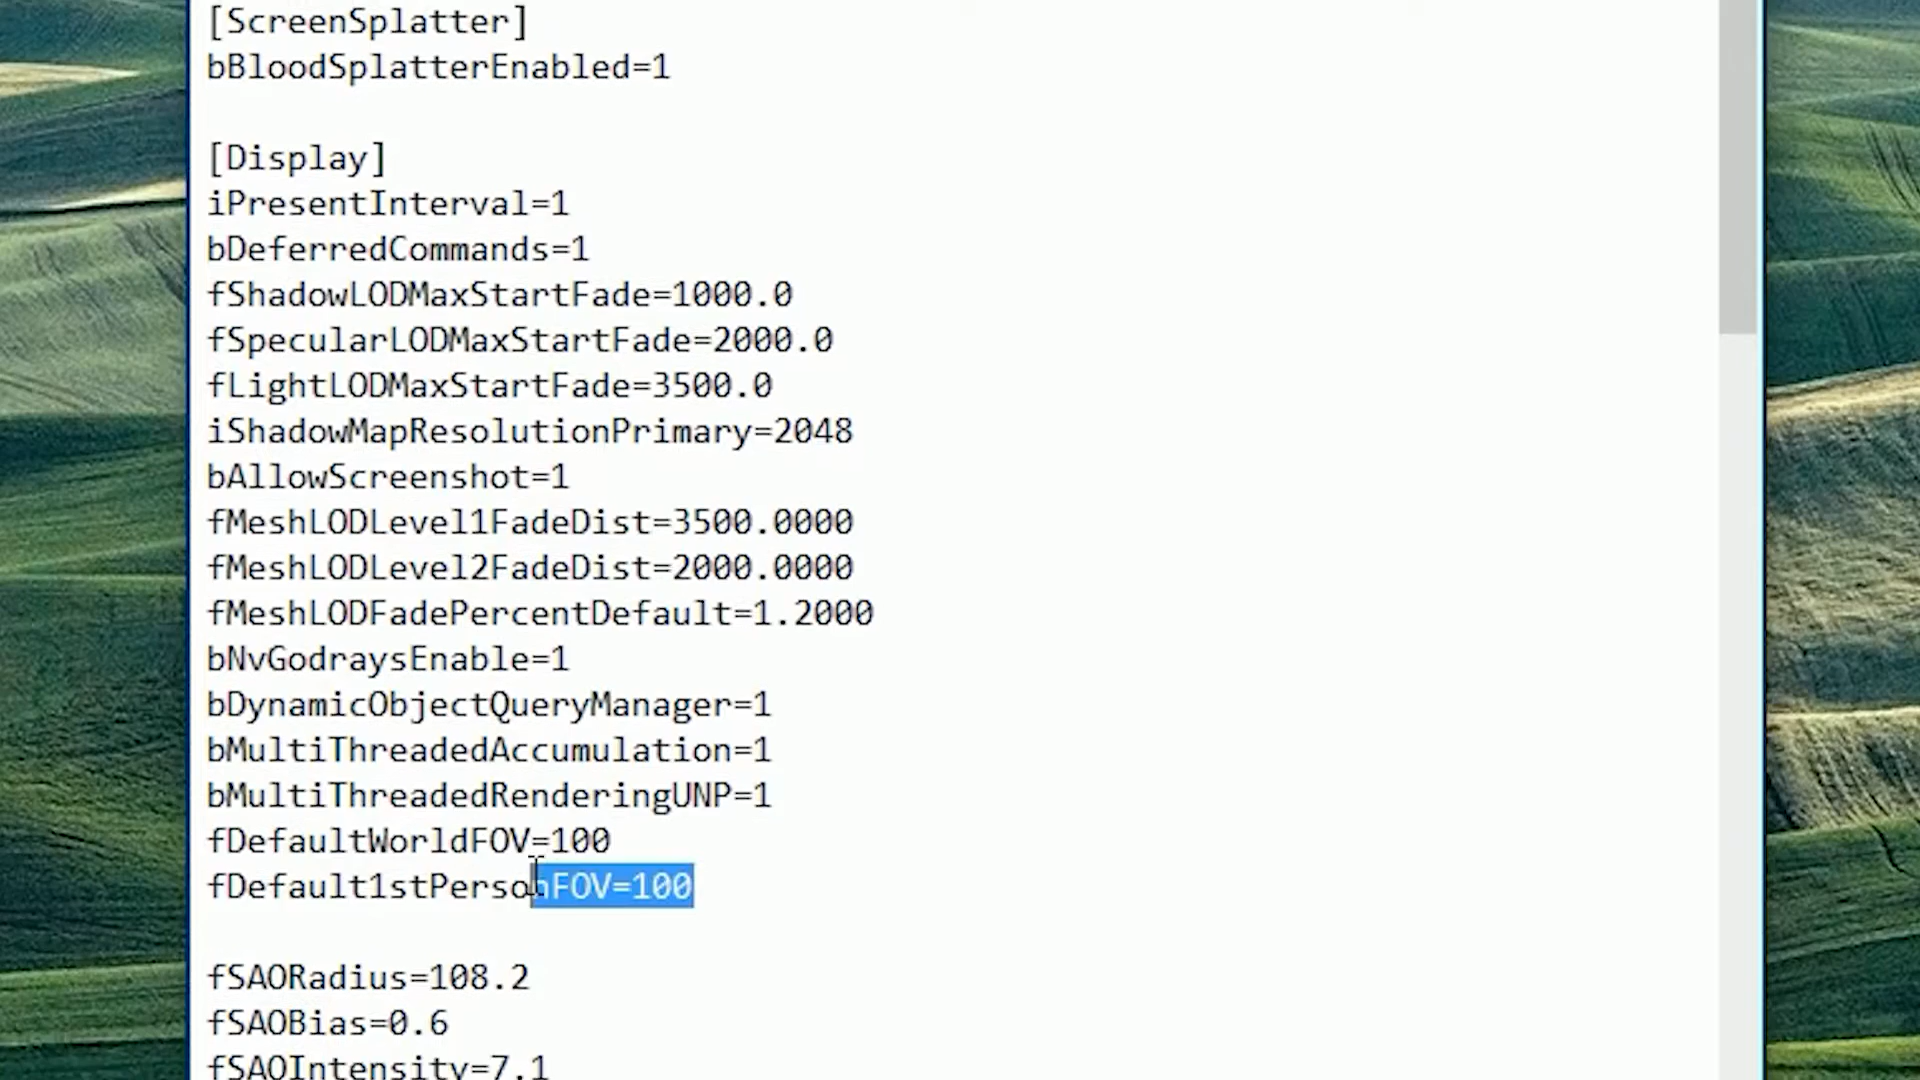 [ScreenSplatter]
bBloodSplatterEnabled=1
[Display]
iPresentInterval=1
bDeferredCommands=1
fShadowLODMaxStartFade=1000.0
fSpecularLODMaxStartFade=2000.0
fLightLODMaxStartFade=3500.0
iShadowMapResolutionPrimary=2048
bAllowScreenshot=1
fMeshLODLevel1FadeDist=3500.0000
fMeshLODLevel2FadeDist=2000.0000
fMeshLODFadePercentDefault=1.2000
bNvGodraysEnable=1
bDynamicObjectQueryManager=1
bMultiThreadedAccumulation=1
bMultiThreadedRenderingUNP=1
fDefaultWorldFOV=100
fDefault1stPersonFOV=100
fSAORadius=108.2
fSAOBias=0.6
fSAOIntensity=7.1